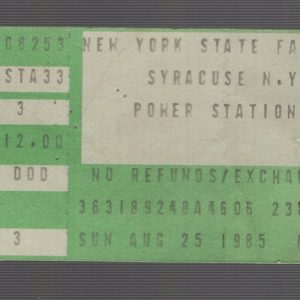 08253 NEW YORK STATE FA
STA33 SYRACUSE N.Y
3 POWER STATION
12.00
DOD NO REFUNDS/EXCHA
36318924BA4606 23
3 SUN AUG 25 1985